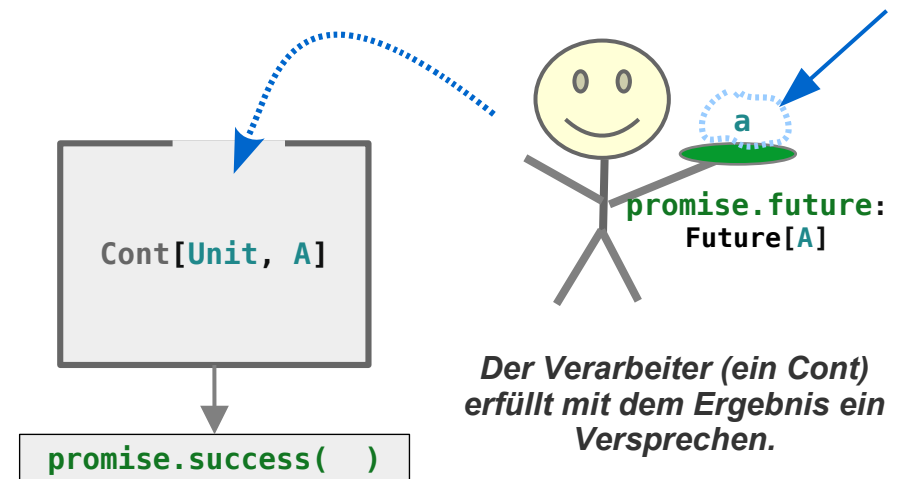 a
promise.future:
Future[A]
Cont[Unit, A]
Der Verarbeiter (ein Cont)
erfüllt mit dem Ergebnis ein
Versprechen.
promise.success( )